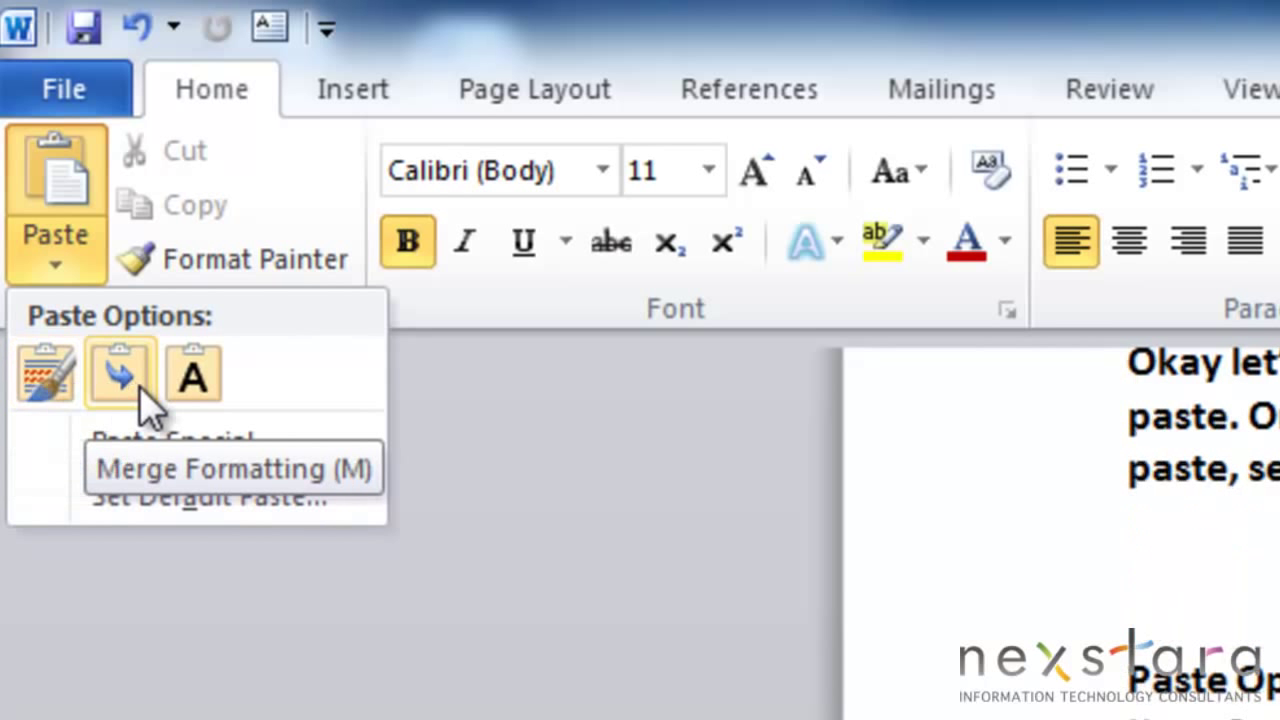 File Home Insert Page Layout References Mailings Review View
Cut
Copy
Paste
Format Painter
Calibri (Body) 11
Font
Paste Options:
Paste Special
Merge Formatting (M)
Set Default Paste...
Okay let'
paste. O
paste, se
nexstara
INFORMATION TECHNOLOGY CONSULTANTS
Paste Op